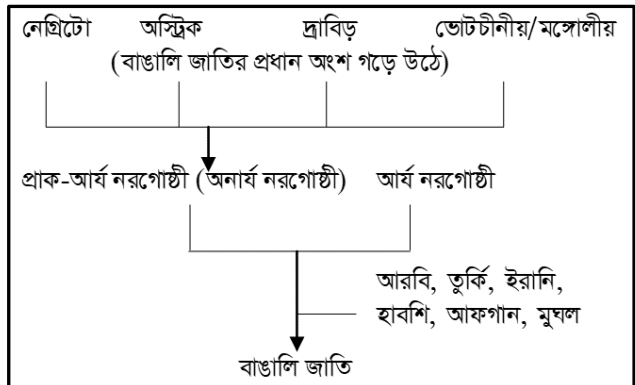 নেগ্রিটো অস্ট্রিক দ্রাবিড় ভোটচীনীয়/মঙ্গোলীয়
(বাঙালি জাতির প্রধান অংশ গড়ে উঠে)
প্রাক-আর্য নরগোষ্ঠী (অনার্য নরগোষ্ঠী) আর্য নরগোষ্ঠী
আরবি, তুর্কি, ইরানি,
হাবশি, আফগান, মুঘল
বাঙালি জাতি